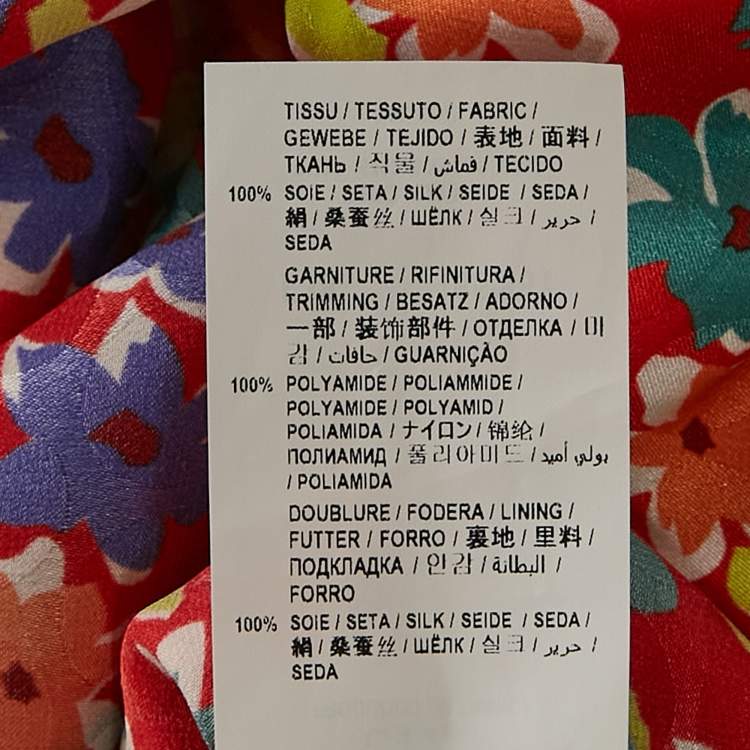 TISSU / TESSUTO / FABRIC /
GEWEBE / TEJIDO / 表地 / 面料 /
ТКАНЬ / 직물 / قماش / TECIDO
100% SOIE / SETA / SILK / SEIDE / SEDA /
絹 / 桑蚕丝 / ШЁЛК / 실크 / حرير /
SEDA
GARNITURE / RIFINITURA /
TRIMMING / BESATZ / ADORNO /
一部 / 装饰部件 / ОТДЕЛКА / 마
감 / حافات / GUARNIÇÀO
100% POLYAMIDE / POLIAMMIDE /
POLYAMIDE / POLYAMID /
POLIAMIDA / ナイロン / 锦纶 /
ПОЛИАМИД / 폴리아미드 / بولي أميد
/ POLIAMIDA
DOUBLURE / FODERA / LINING /
FUTTER / FORRO / 裏地 / 里料 /
ПОДКЛАДКА / 안감 / البطانة /
FORRO
100% SOIE / SETA / SILK / SEIDE / SEDA /
絹 / 桑蚕丝 / ШЁЛК / 실크 / حرير /
SEDA